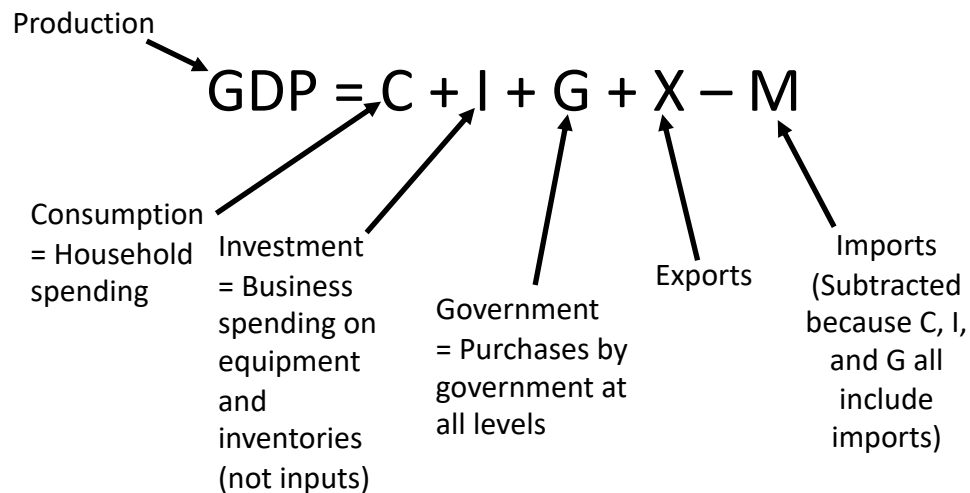 Production
GDP = C + I + G + X – M
Consumption
= Household
spending
Investment
= Business
spending on
equipment
and
inventories
(not inputs)
Government
= Purchases by
government at
all levels
Exports
Imports
(Subtracted
because C, I,
and G all
include
imports)